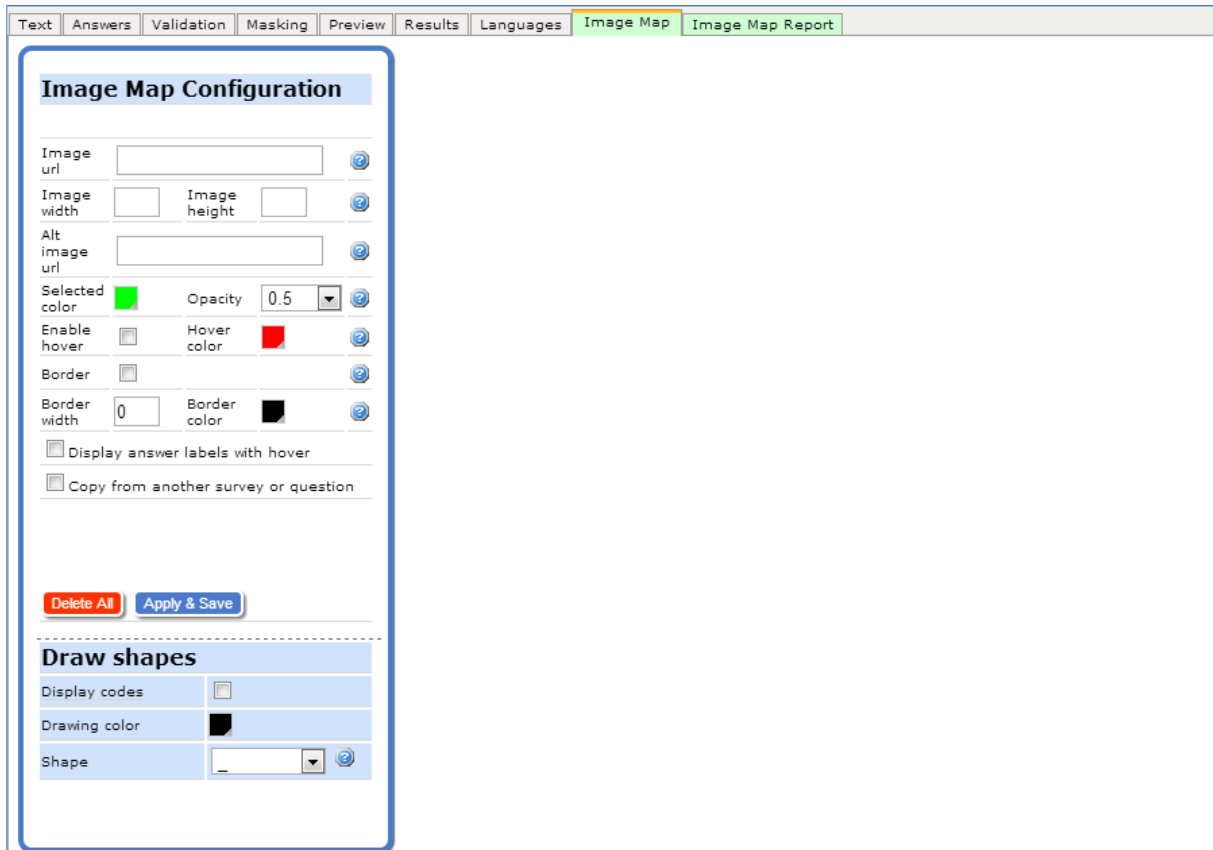 Text Answers Validation Masking Preview Results Languages Image Map Image Map Report
Image Map Configuration
Image
url
Image
width
Image
height
Alt
image
url
Selected
color
Opacity 0.5
Enable
hover
Hover
color
Border
Border
width
0
Border
color
Display answer labels with hover
Copy from another survey or question
Delete All Apply & Save
Draw shapes
Display codes
Drawing color
Shape _